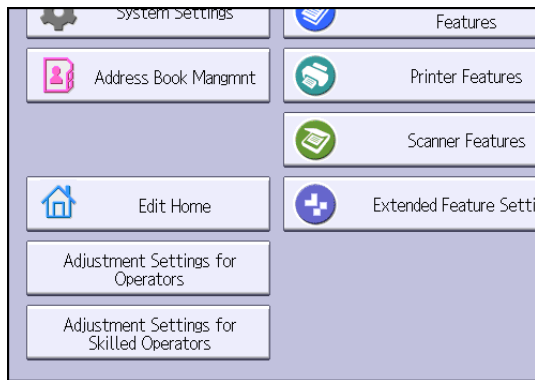 System Settings
Features
Address Book Mangmnt
Printer Features
Scanner Features
Edit Home
Extended Feature Setti
Adjustment Settings for
Operators
Adjustment Settings for
Skilled Operators